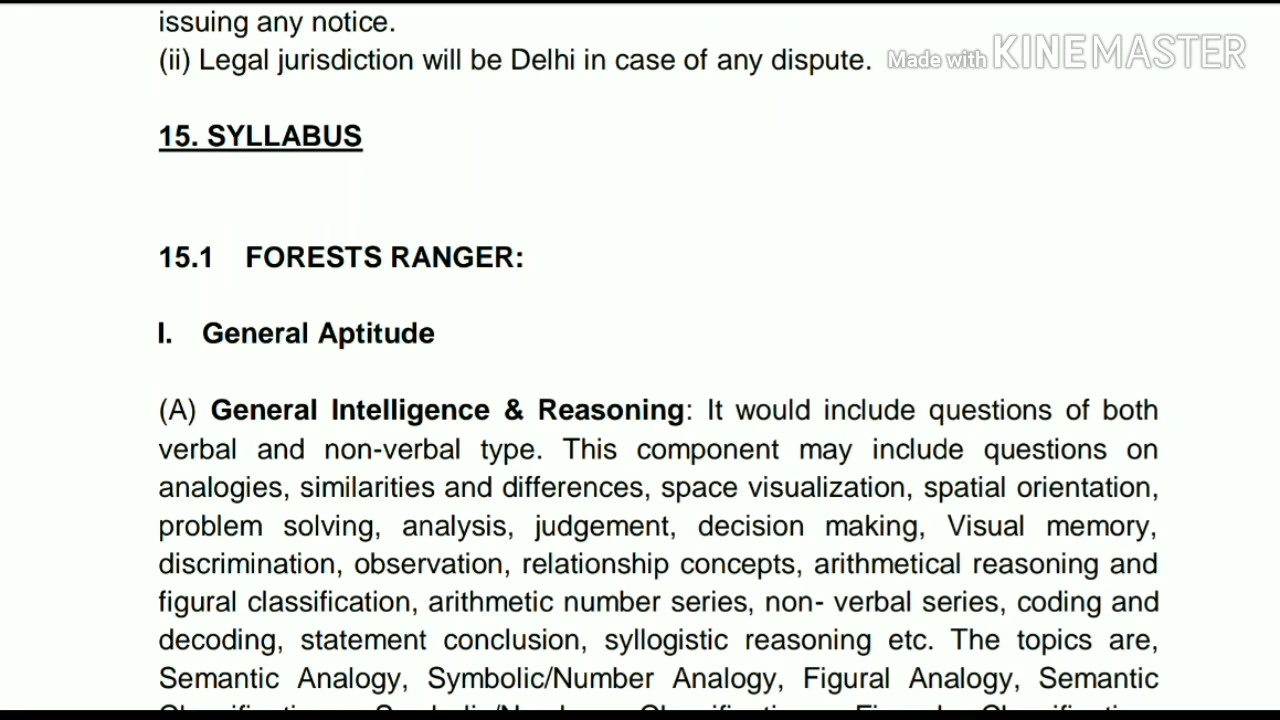 issuing any notice.
(ii) Legal jurisdiction will be Delhi in case of any dispute.
Made with KINEMASTER
15. SYLLABUS
15.1 FORESTS RANGER:
I. General Aptitude
(A) General Intelligence & Reasoning: It would include questions of both
verbal and non-verbal type. This component may include questions on
analogies, similarities and differences, space visualization, spatial orientation,
problem solving, analysis, judgement, decision making, Visual memory,
discrimination, observation, relationship concepts, arithmetical reasoning and
figural classification, arithmetic number series, non- verbal series, coding and
decoding, statement conclusion, syllogistic reasoning etc. The topics are,
Semantic Analogy, Symbolic/Number Analogy, Figural Analogy, Semantic